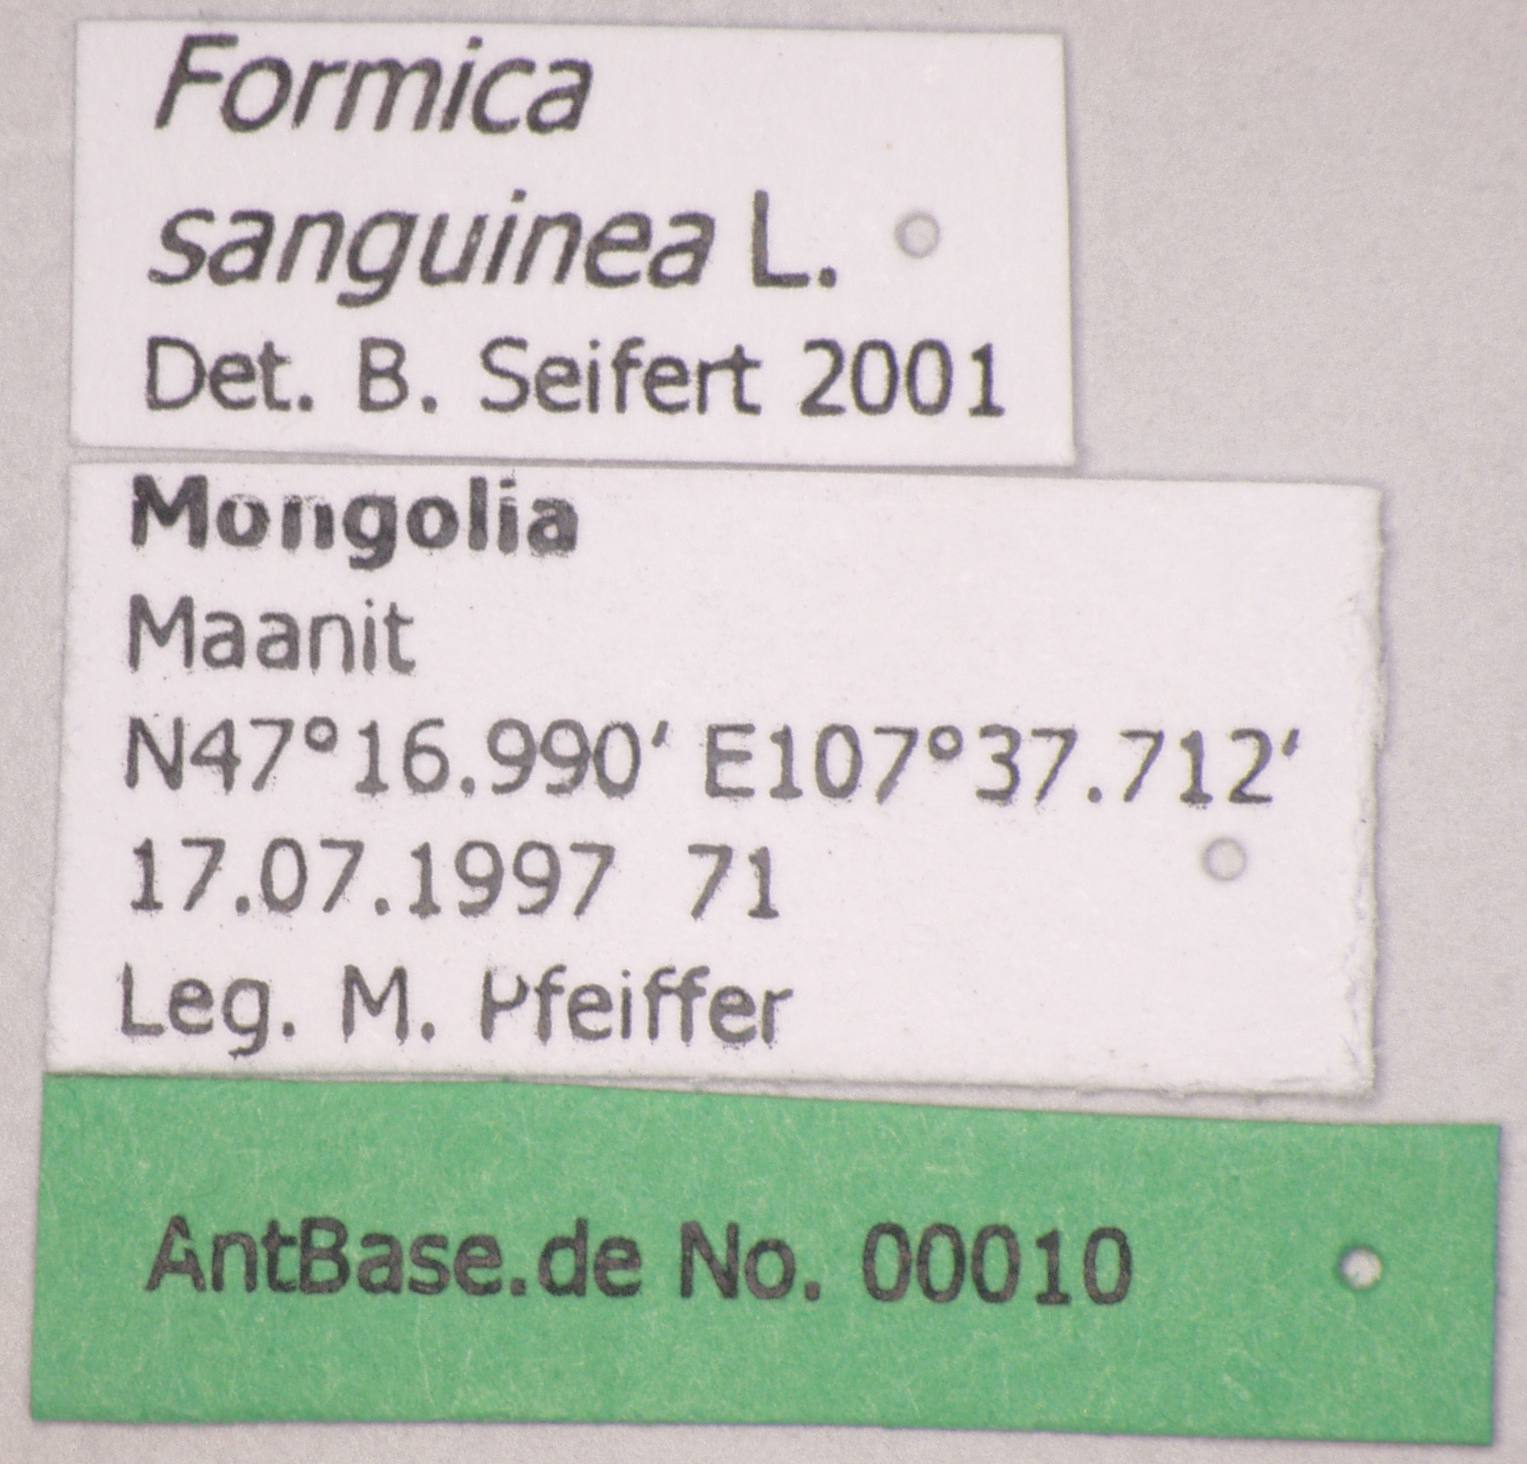 Formica
sanguinea L.
Det. B. Seifert 2001
Mongolia
Maanit
N47°16.990' E107°37.712'
17.07.1997 71
Leg. M. Pfeiffer
AntBase.de No. 00010